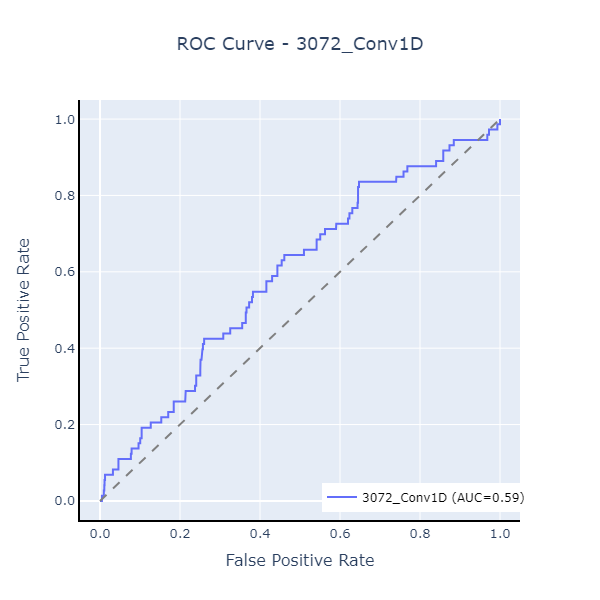 ROC Curve - 3072_Conv1D
True Positive Rate
1.0
0.8
0.6
0.4
0.2
0.0
3072_Conv1D (AUC=0.59)
0.0 0.2 0.4 0.6 0.8 1.0
False Positive Rate